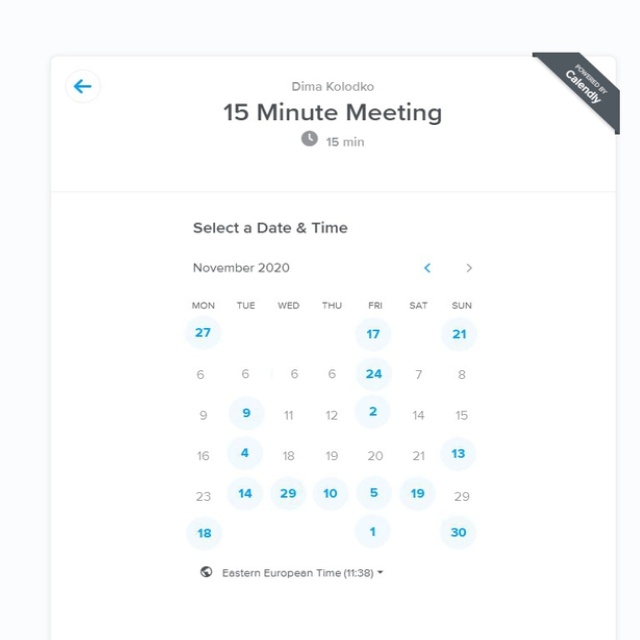 POWERED BY
Calendly
Dima Kolodko
15 Minute Meeting
15 min
Select a Date & Time
November 2020
MON TUE WED THU FRI SAT SUN
27 17 21
6 6 6 6 24 7 8
9 9 11 12 2 14 15
16 4 18 19 20 21 13
23 14 29 10 5 19 29
18 1 30
Eastern European Time (11:38)